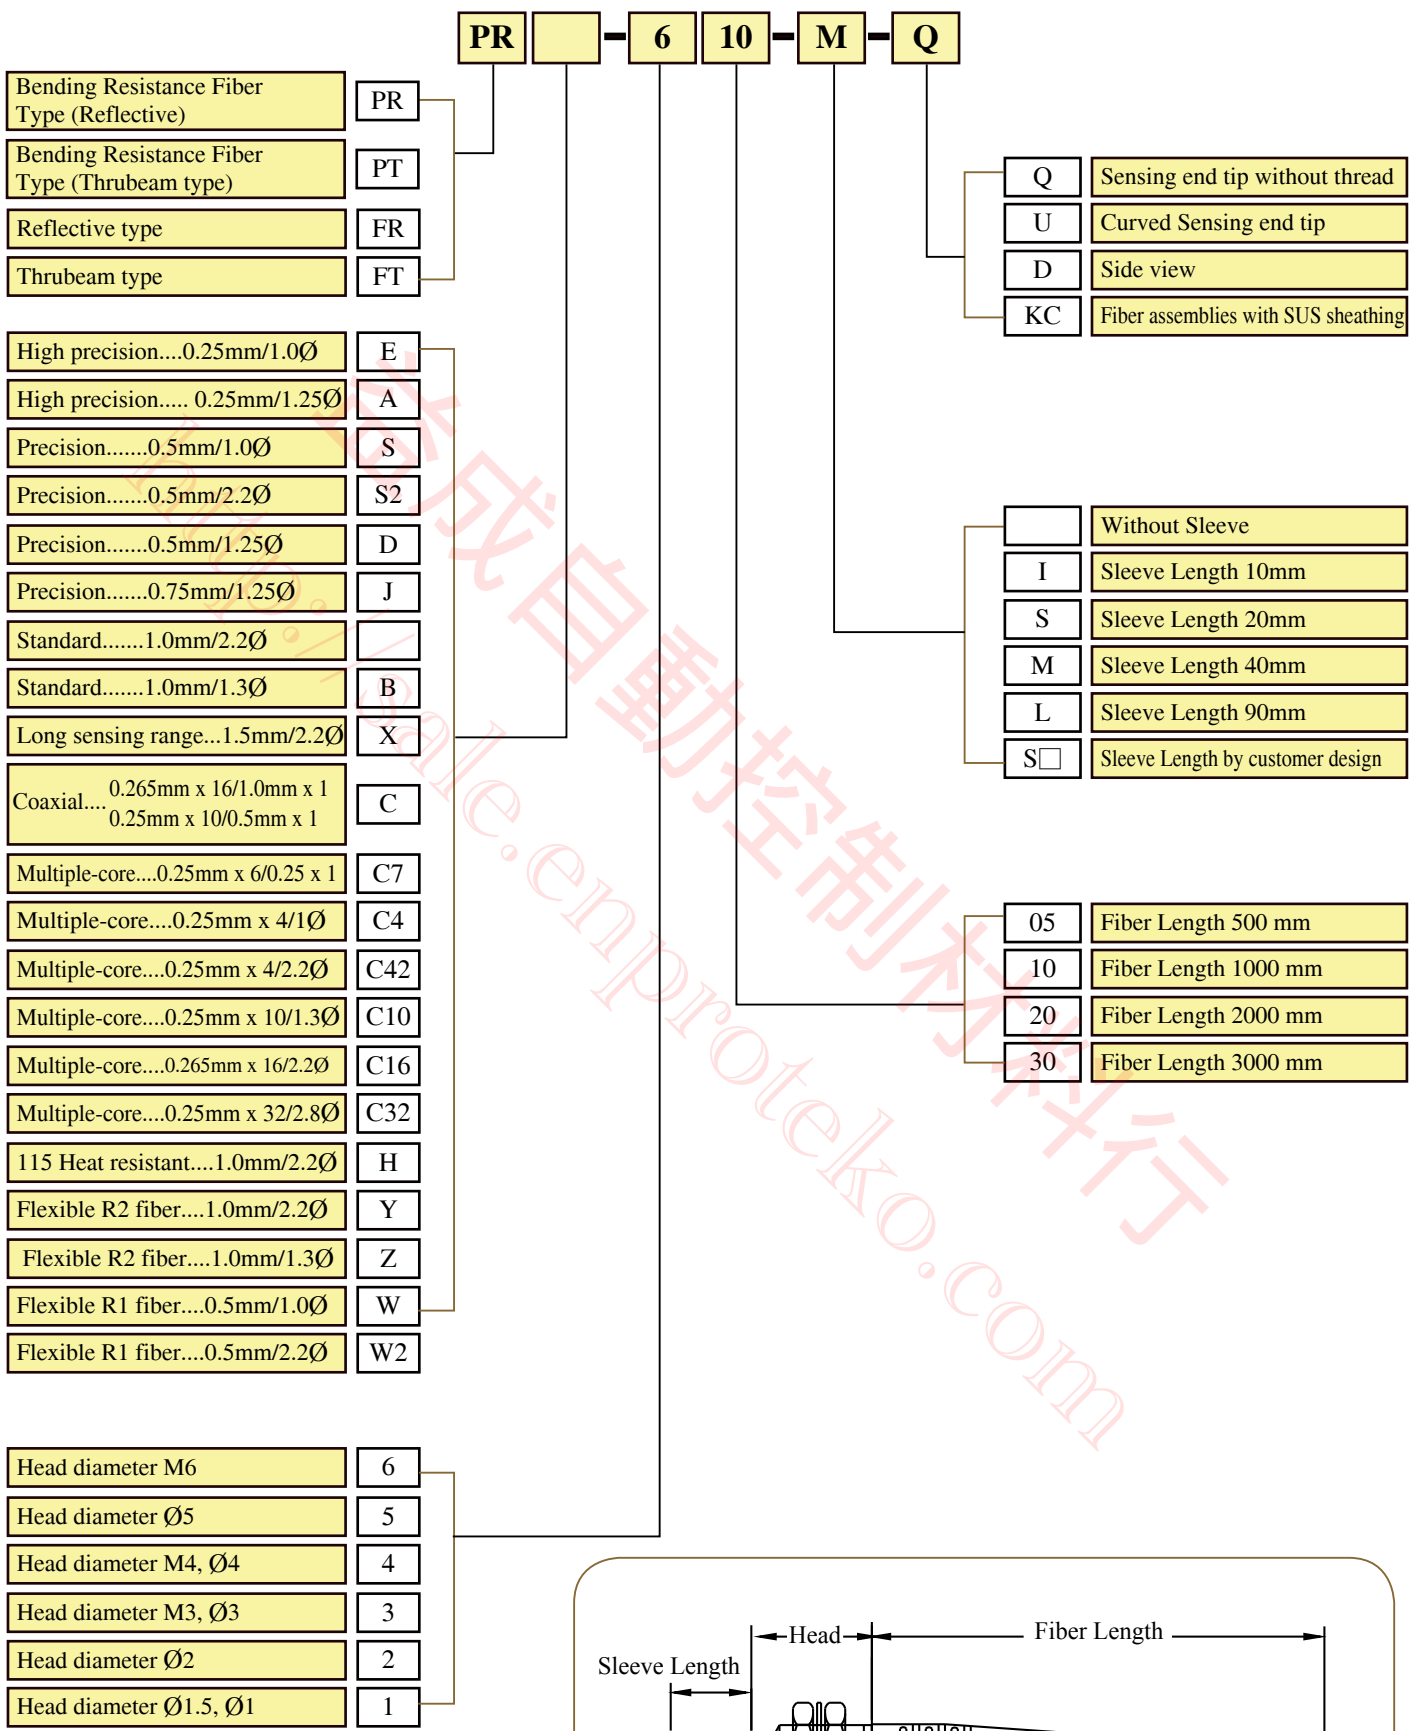 PR - 6 10 - M - Q
Bending Resistance Fiber
Type (Reflective)
PR
Bending Resistance Fiber
Type (Thrubeam type)
PT
Reflective type FR
Thrubeam type FT
High precision....0.25mm/1.0Ø E
High precision..... 0.25mm/1.25Ø A
Precision.......0.5mm/1.0Ø S
Precision.......0.5mm/2.2Ø S2
Precision.......0.5mm/1.25Ø D
Precision.......0.75mm/1.25Ø J
Standard.......1.0mm/2.2Ø
Standard.......1.0mm/1.3Ø B
Long sensing range...1.5mm/2.2Ø X
Coaxial.... 0.265mm x 16/1.0mm x 1
0.25mm x 10/0.5mm x 1
C
Multiple-core....0.25mm x 6/0.25 x 1 C7
Multiple-core....0.25mm x 4/1Ø C4
Multiple-core....0.25mm x 4/2.2Ø C42
Multiple-core....0.25mm x 10/1.3Ø C10
Multiple-core....0.265mm x 16/2.2Ø C16
Multiple-core....0.25mm x 32/2.8Ø C32
115 Heat resistant....1.0mm/2.2Ø H
Flexible R2 fiber....1.0mm/2.2Ø Y
Flexible R2 fiber....1.0mm/1.3Ø Z
Flexible R1 fiber....0.5mm/1.0Ø W
Flexible R1 fiber....0.5mm/2.2Ø W2
Head diameter M6 6
Head diameter Ø5 5
Head diameter M4, Ø4 4
Head diameter M3, Ø3 3
Head diameter Ø2 2
Head diameter Ø1.5, Ø1 1
Q Sensing end tip without thread
U Curved Sensing end tip
D Side view
KC Fiber assemblies with SUS sheathing
Without Sleeve
I Sleeve Length 10mm
S Sleeve Length 20mm
M Sleeve Length 40mm
L Sleeve Length 90mm
S□ Sleeve Length by customer design
05 Fiber Length 500 mm
10 Fiber Length 1000 mm
20 Fiber Length 2000 mm
30 Fiber Length 3000 mm
Head
Fiber Length
Sleeve Length
益成自動控制材料行
http://sale.enproteko.com